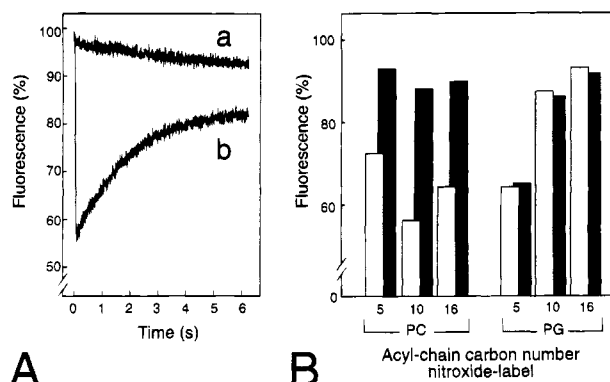 a
b
Fluorescence (%)
100
90
80
70
60
50
0 1 2 3 4 5 6
Time (s)
A
Fluorescence (%)
100
80
60
0
5 10 16 5 10 16
PC PG
Acyl-chain carbon number
nitroxide-label
B